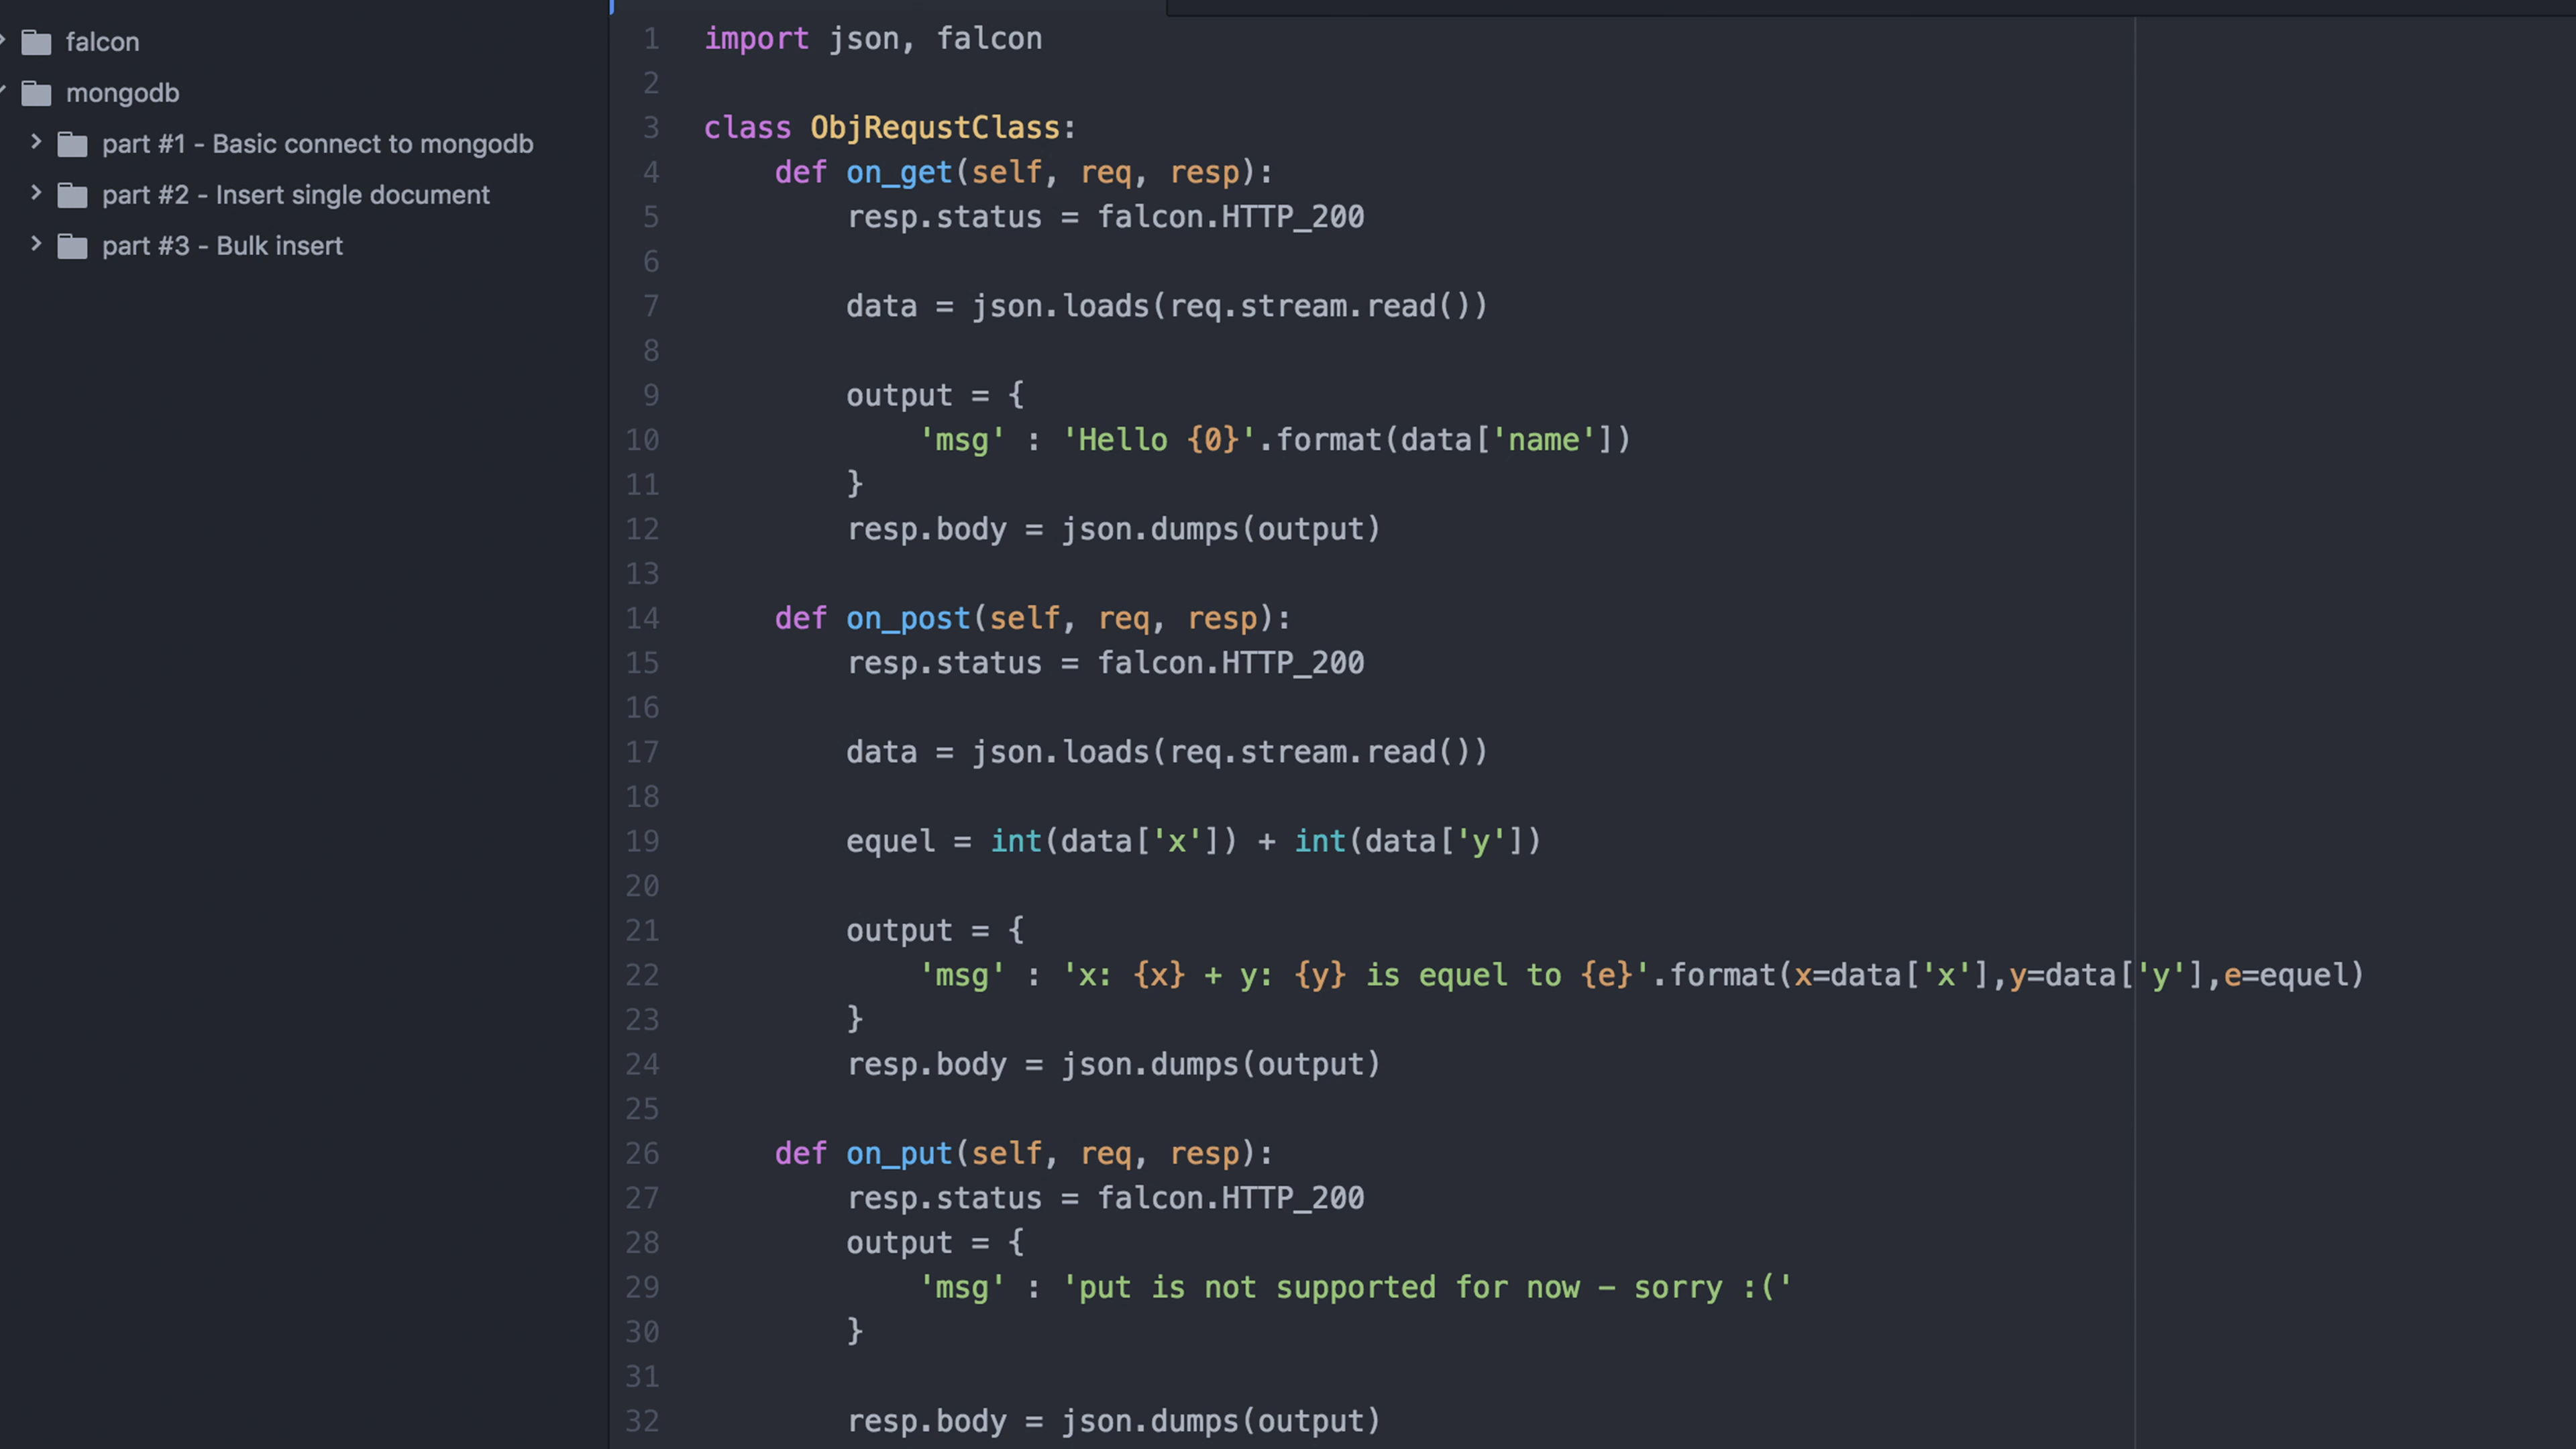 falcon
mongodb
part #1 - Basic connect to mongodb
part #2 - Insert single document
part #3 - Bulk insert
1 import json, falcon
2
3 class ObjRequstClass:
4     def on_get(self, req, resp):
5         resp.status = falcon.HTTP_200
6
7         data = json.loads(req.stream.read())
8
9         output = {
10             'msg' : 'Hello {0}'.format(data['name'])
11         }
12         resp.body = json.dumps(output)
13
14     def on_post(self, req, resp):
15         resp.status = falcon.HTTP_200
16
17         data = json.loads(req.stream.read())
18
19         equel = int(data['x']) + int(data['y'])
20
21         output = {
22             'msg' : 'x: {x} + y: {y} is equel to {e}'.format(x=data['x'],y=data['y'],e=equel)
23         }
24         resp.body = json.dumps(output)
25
26     def on_put(self, req, resp):
27         resp.status = falcon.HTTP_200
28         output = {
29             'msg' : 'put is not supported for now – sorry :('
30         }
31
32         resp.body = json.dumps(output)